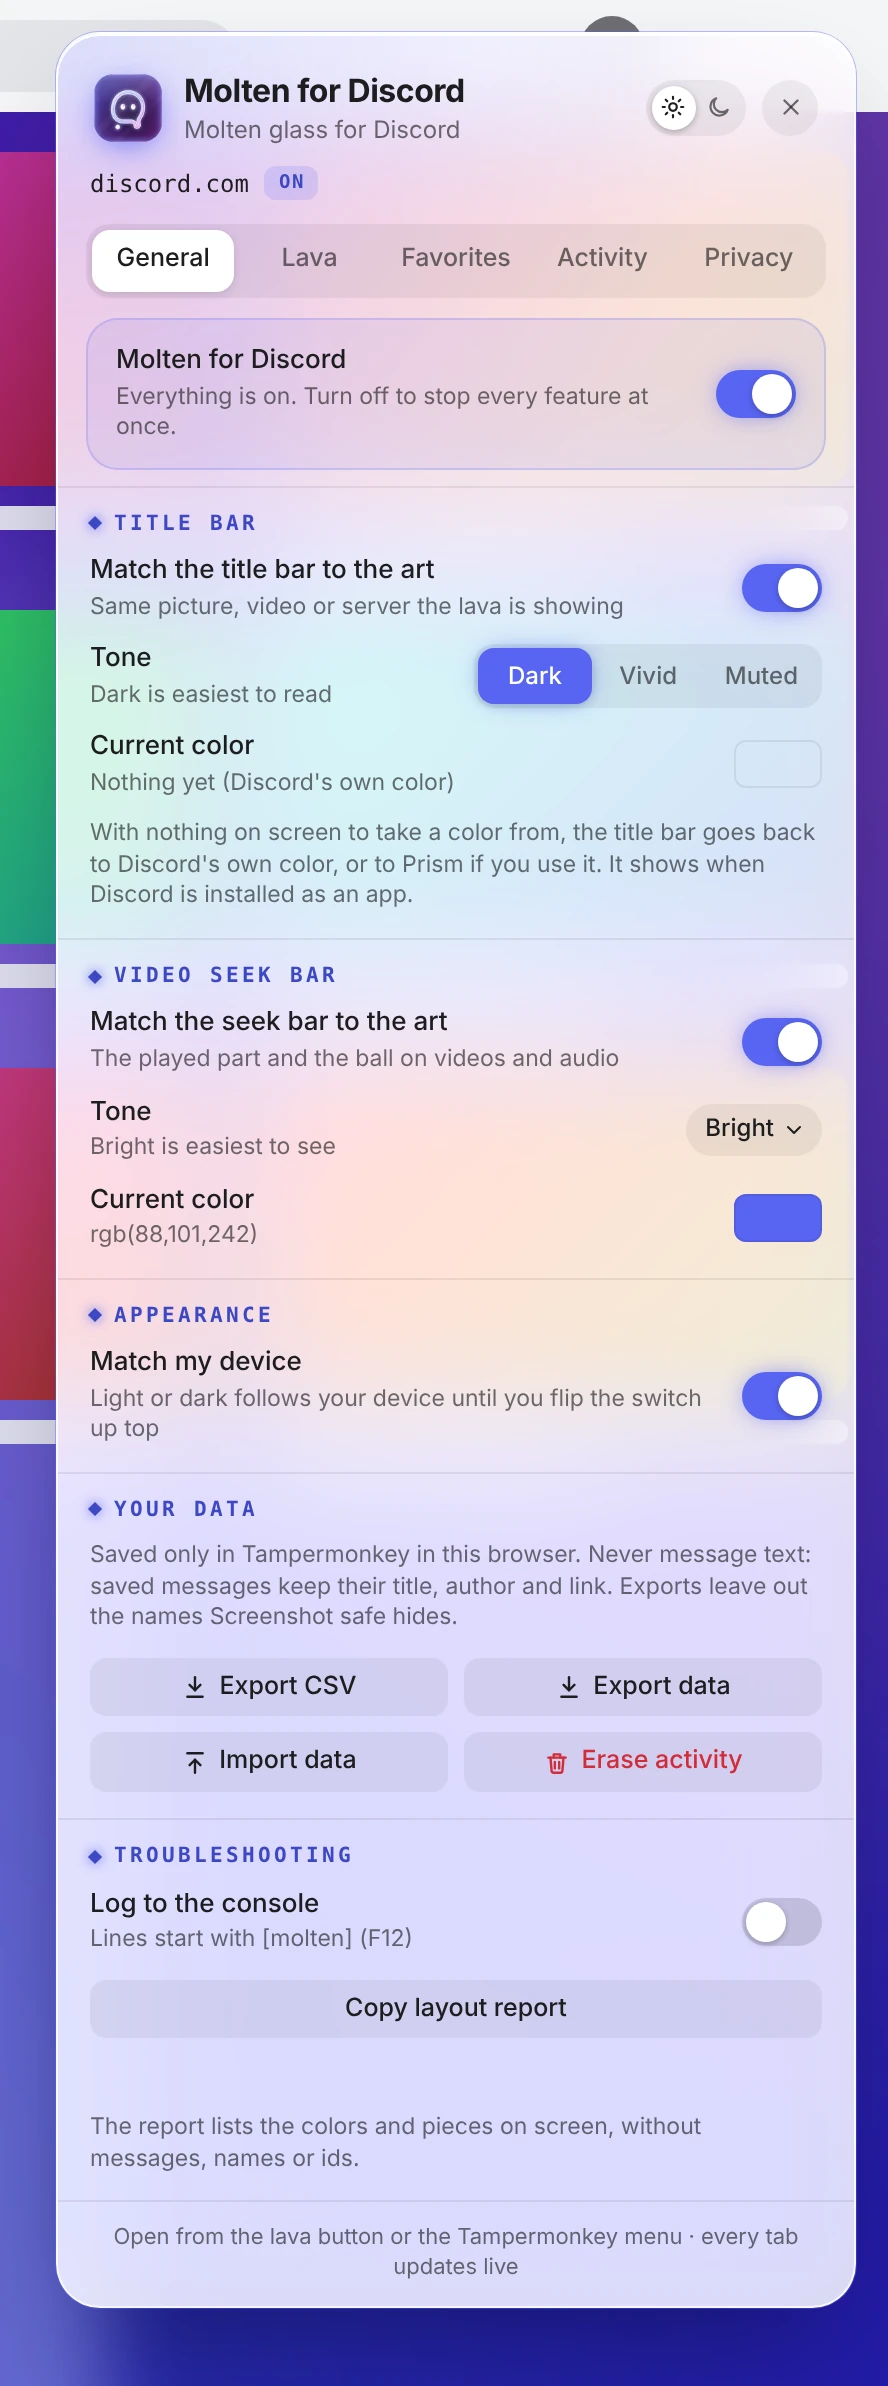 Molten for Discord
Molten glass for Discord
discord.com ON
General Lava Favorites Activity Privacy
Molten for Discord
Everything is on. Turn off to stop every feature at
once.
TITLE BAR
Match the title bar to the art
Same picture, video or server the lava is showing
Tone
Dark is easiest to read
Dark Vivid Muted
Current color
Nothing yet (Discord's own color)
With nothing on screen to take a color from, the title bar goes back
to Discord's own color, or to Prism if you use it. It shows when
Discord is installed as an app.
VIDEO SEEK BAR
Match the seek bar to the art
The played part and the ball on videos and audio
Tone
Bright is easiest to see
Bright
Current color
rgb(88,101,242)
APPEARANCE
Match my device
Light or dark follows your device until you flip the switch
up top
YOUR DATA
Saved only in Tampermonkey in this browser. Never message text:
saved messages keep their title, author and link. Exports leave out
the names Screenshot safe hides.
Export CSV Export data
Import data Erase activity
TROUBLESHOOTING
Log to the console
Lines start with [molten] (F12)
Copy layout report
The report lists the colors and pieces on screen, without
messages, names or ids.
Open from the lava button or the Tampermonkey menu · every tab
updates live